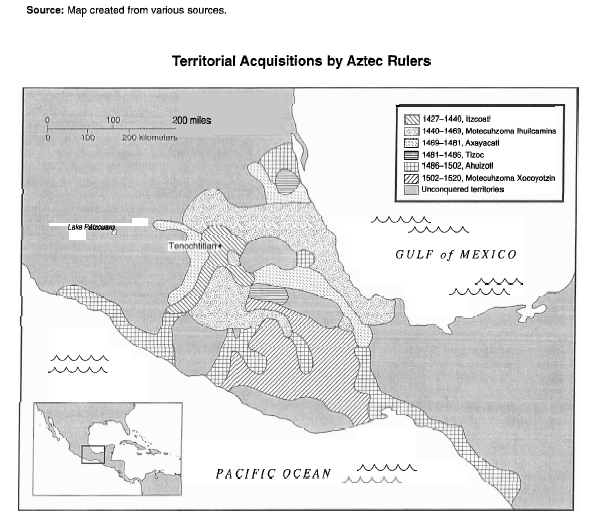 Source: Map created from various sources.
Territorial Acquisitions by Aztec Rulers
0 100 200 miles
0 100 200 kilometers
1427–1440, Itzcoatl
1440–1469, Motecuhzoma Ilhuilcamina
1469–1481, Axayacatl
1481–1486, Tizoc
1486–1502, Ahuizotl
1502–1520, Motecuhzoma Xocoyotzin
Unconquered territories
Lake Pátzcuaro
Tenochtitlan
GULF of MEXICO
PACIFIC OCEAN